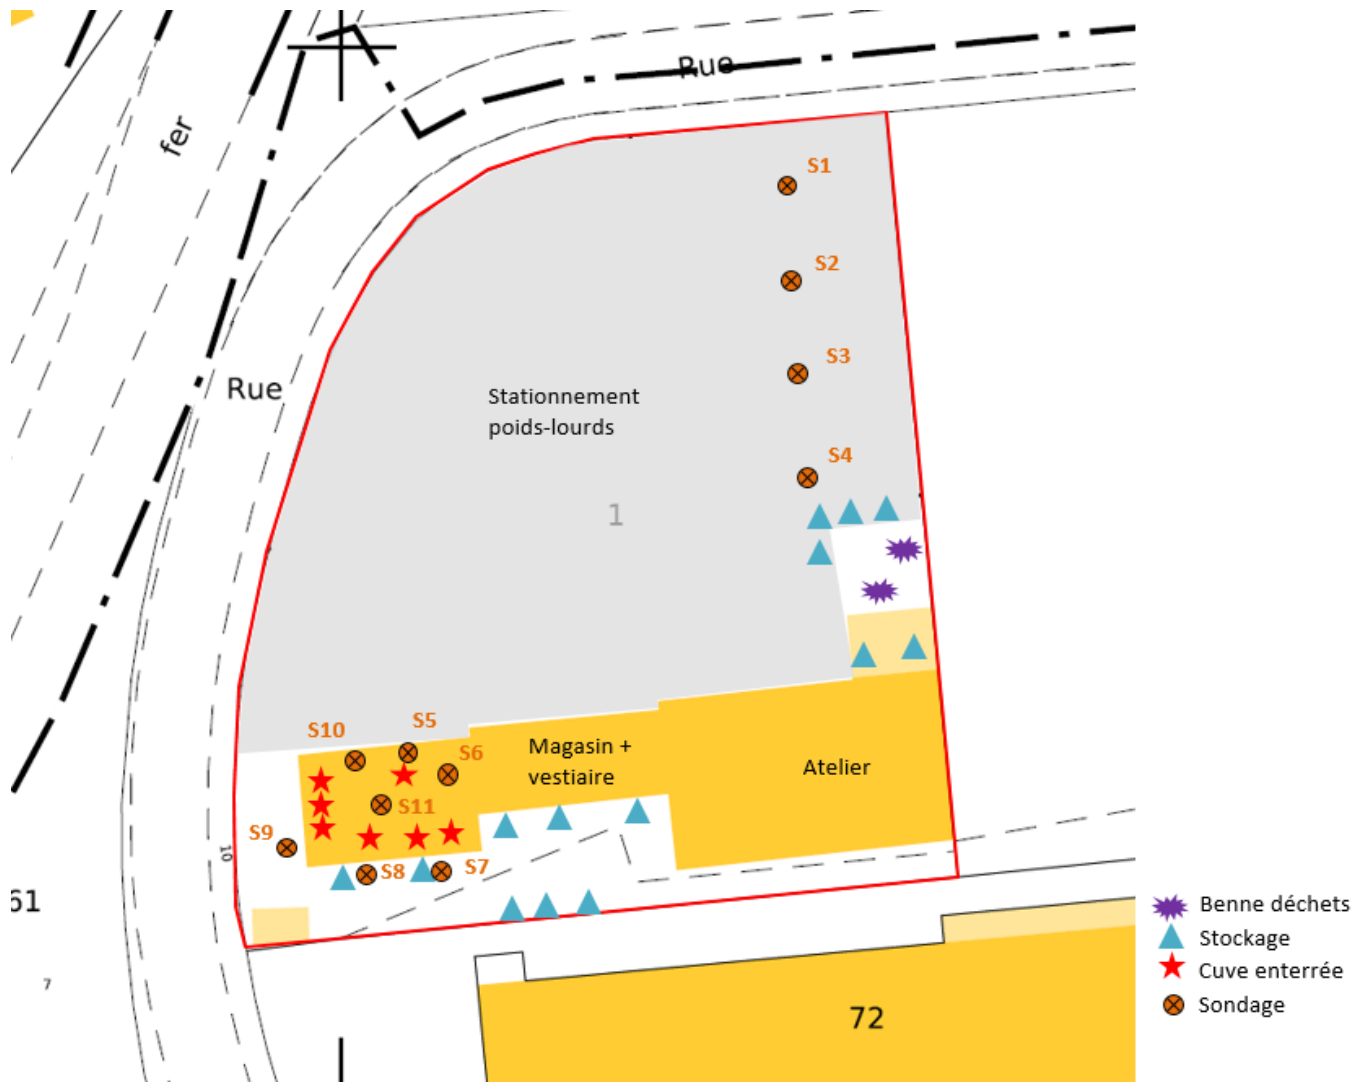 Rue
fer
S1
S2
S3
Rue
Stationnement
poids-lourds
S4
1
S10
S5
S6
Magasin +
vestiaire
Atelier
S11
S9
10
S8
S7
61
7
72
Benne déchets
Stockage
Cuve enterrée
Sondage